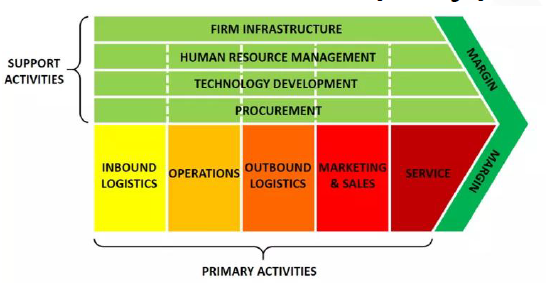 FIRM INFRASTRUCTURE
SUPPORT
ACTIVITIES
HUMAN RESOURCE MANAGEMENT
TECHNOLOGY DEVELOPMENT
PROCUREMENT
MARGIN
INBOUND
LOGISTICS
OPERATIONS
OUTBOUND
LOGISTICS
MARKETING
& SALES
SERVICE
MARGIN
PRIMARY ACTIVITIES